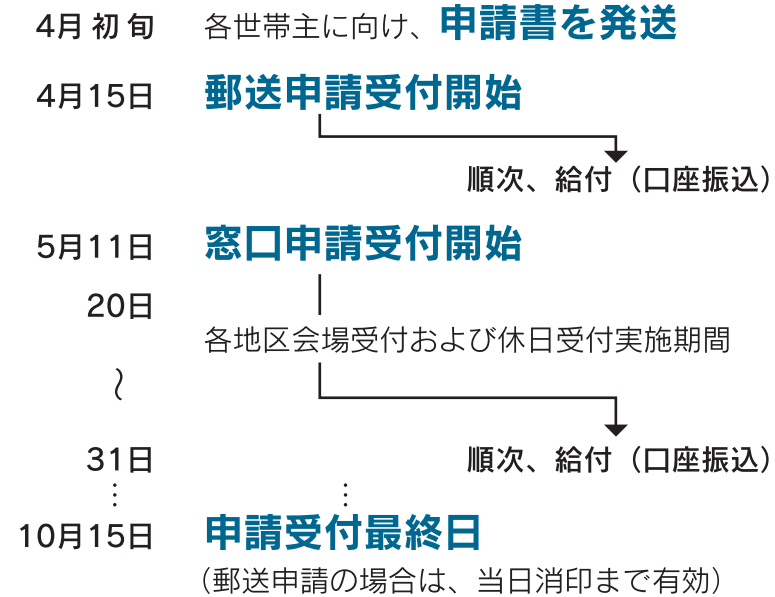 4月初旬 各世帯主に向け、申請書を発送
4月15日 郵送申請受付開始
順次、給付（口座振込）
5月11日 窓口申請受付開始
20日
各地区会場受付および休日受付実施期間
〜
31日 順次、給付（口座振込）
⋮ ⋮
10月15日 申請受付最終日
（郵送申請の場合は、当日消印まで有効）